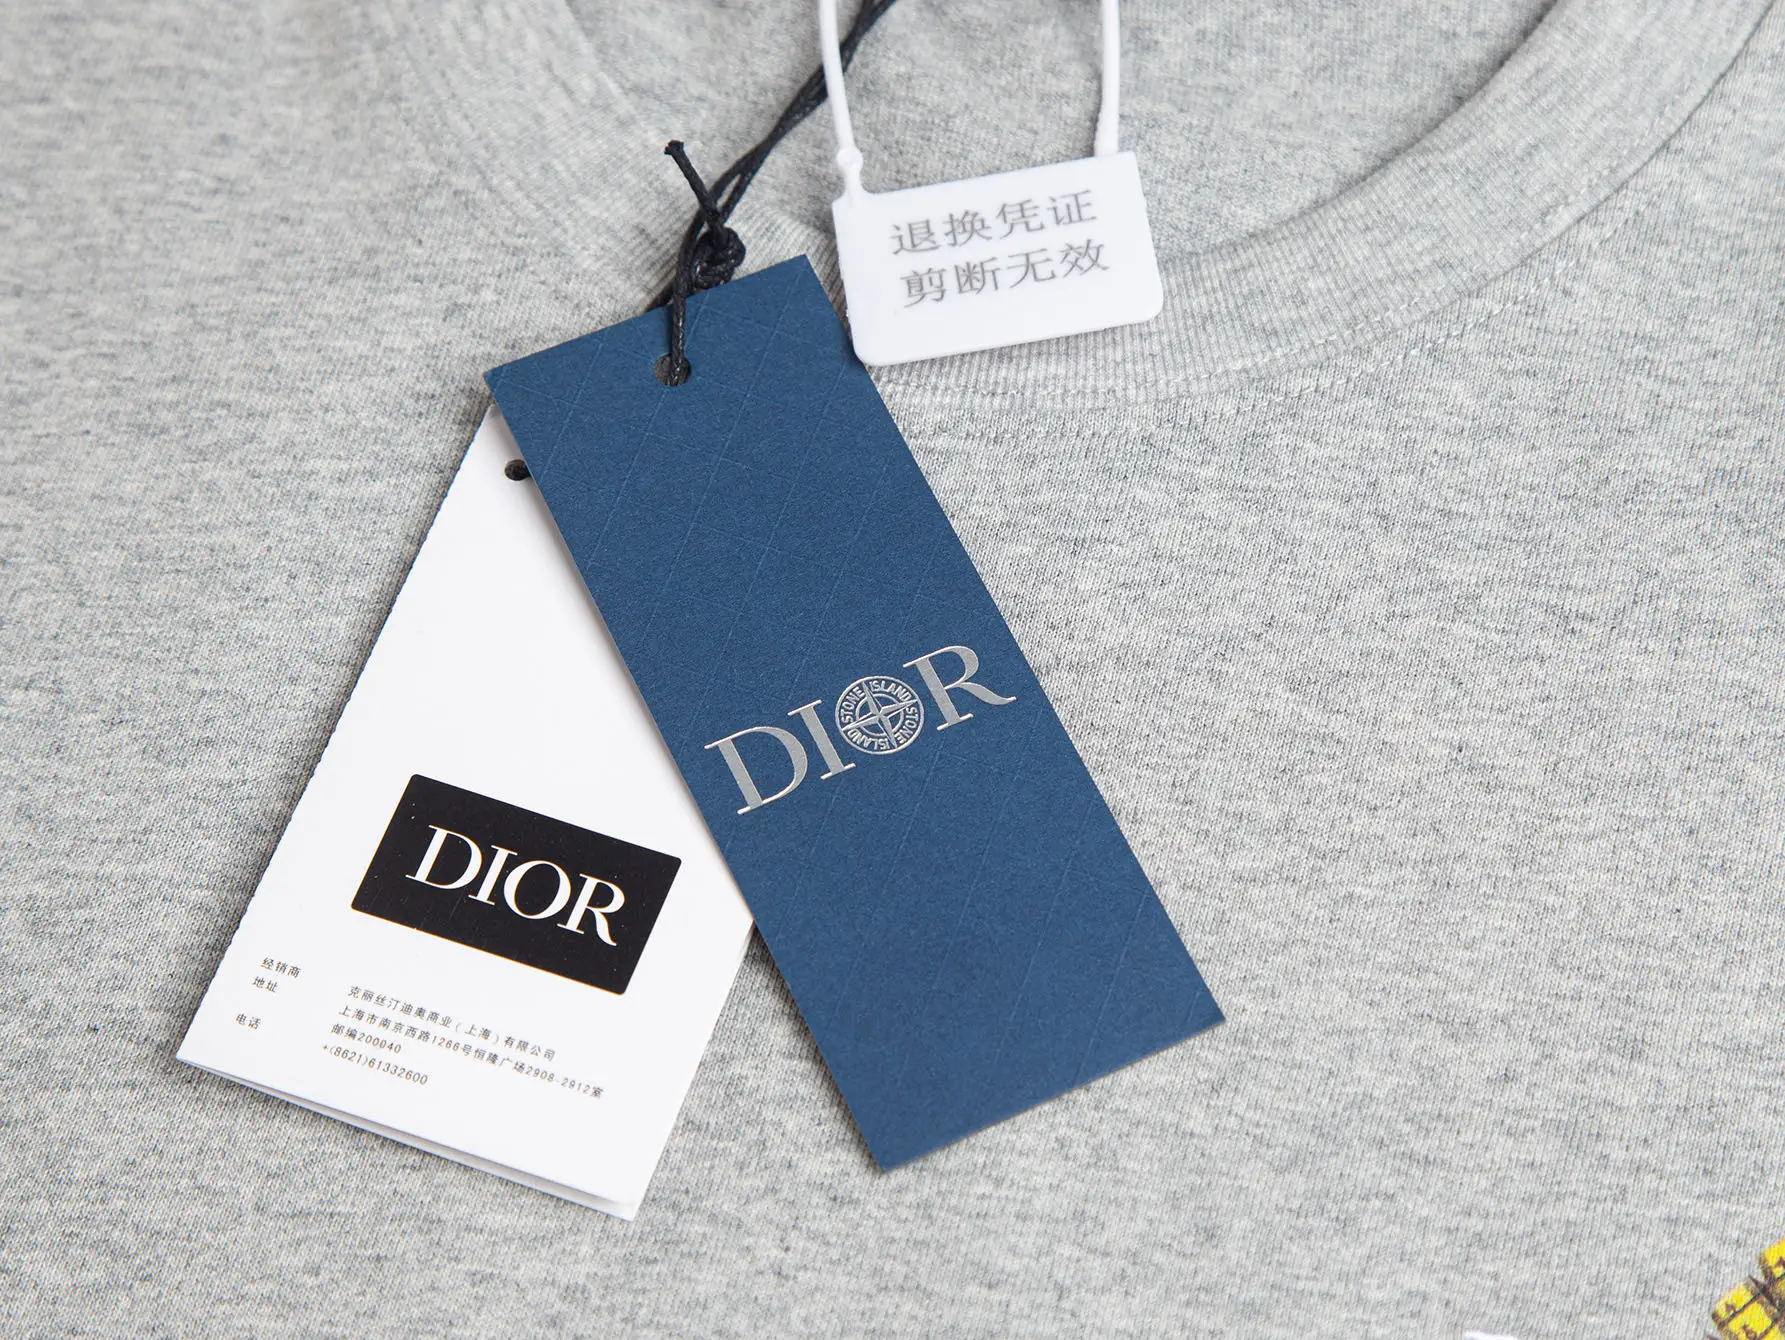 退换凭证
剪断无效
DIOR
STONE ISLAND STONE ISLAND
DIOR
经销商
克丽丝汀迪奥商业(上海)有限公司
地址
上海市南京西路1266号恒隆广场2908-2912室
邮编200040
电话
+(8621)61332600